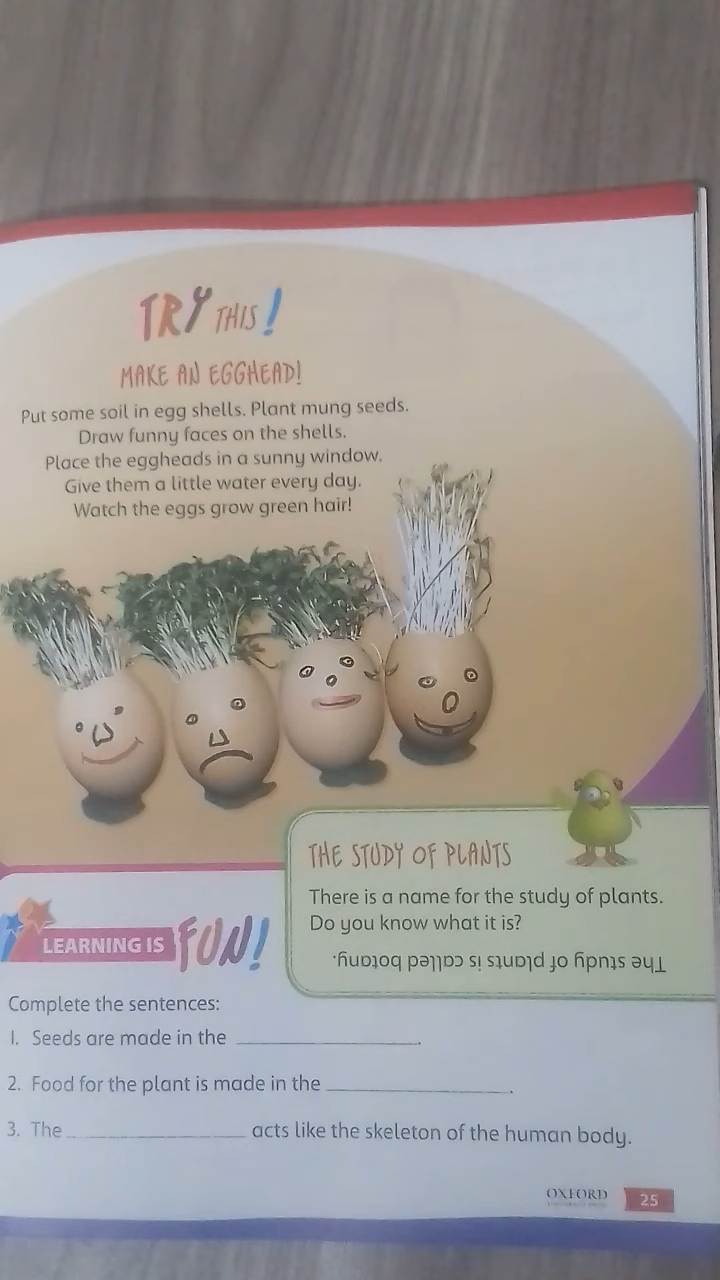 TRY THIS!
MAKE AN EGGHEAD!
Put some soil in egg shells. Plant mung seeds.
Draw funny faces on the shells.
Place the eggheads in a sunny window.
Give them a little water every day.
Watch the eggs grow green hair!
THE STUDY OF PLANTS
There is a name for the study of plants.
Do you know what it is?
The study of plants is called botany.
LEARNING IS FUN!
Complete the sentences:
1. Seeds are made in the ____________________.
2. Food for the plant is made in the ____________________.
3. The ____________________ acts like the skeleton of the human body.
OXFORD
UNIVERSITY PRESS
25